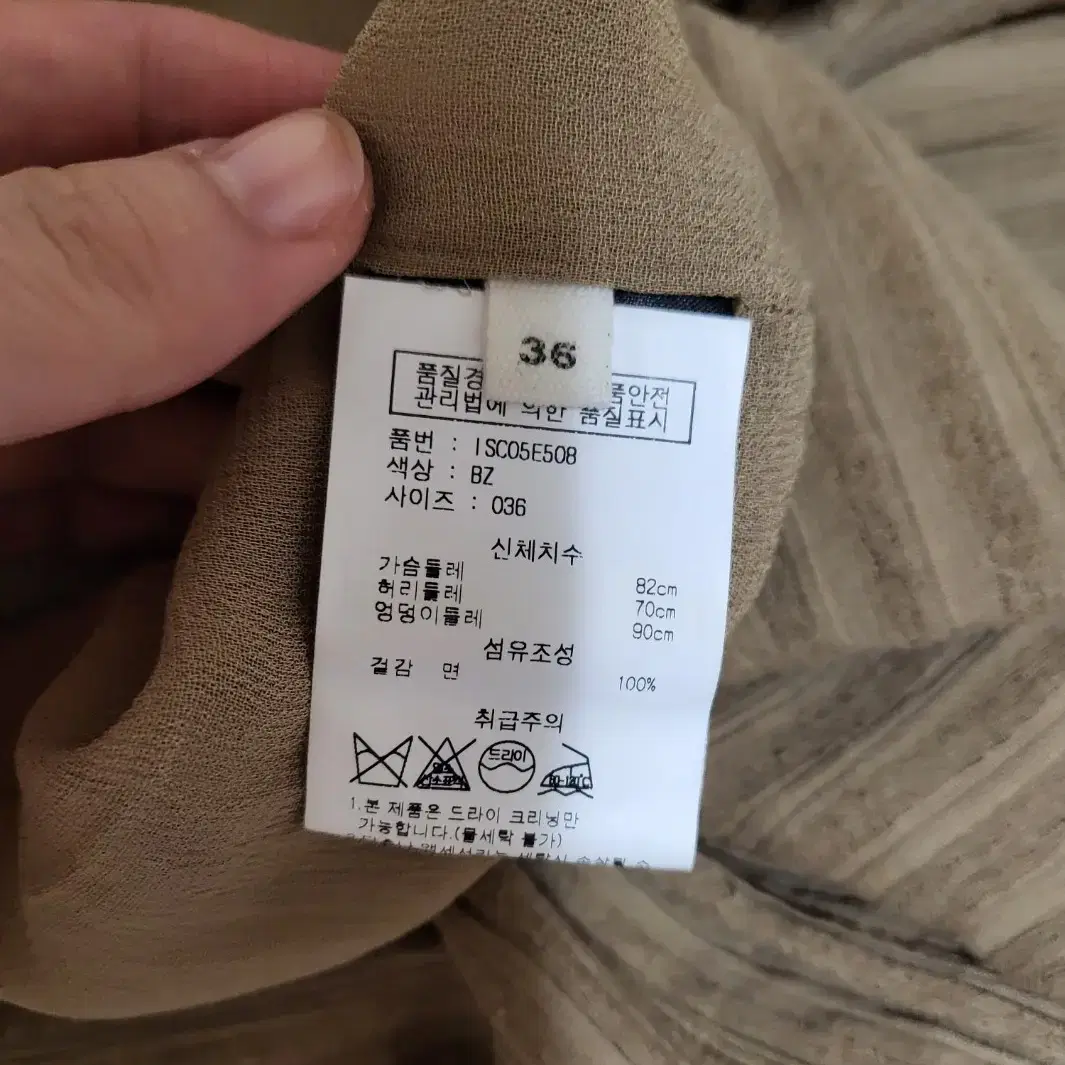 36
품질경 품안전
관리법에 의한 품질표시
품번 : ISC05E508
색상 : BZ
사이즈 : 036
신체치수
가슴둘레 82cm
허리둘레 70cm
엉덩이둘레 90cm
섬유조성
겉감 면 100%
취급주의
드라이
80-120℃
1.본 제품은 드라이 크리닝만
가능합니다.(물세탁 불가)